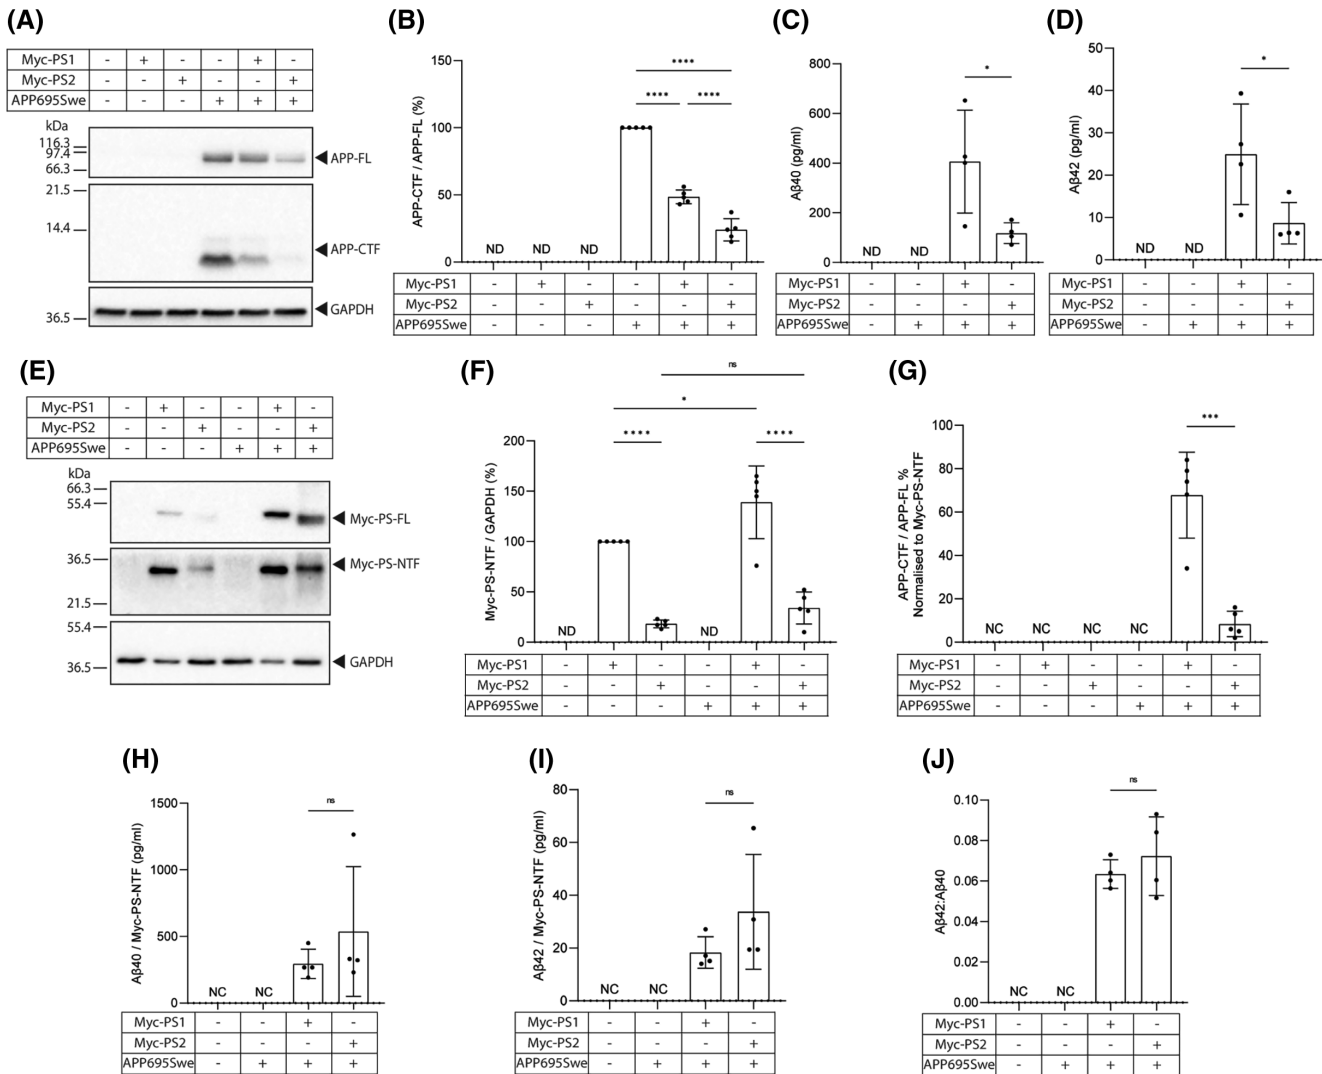 (A)
Myc-PS1 - + - - + -
Myc-PS2 - - + - - +
APP695Swe - - - + + +
kDa
116.3
97.4
66.3
APP-FL
21.5
14.4
APP-CTF
36.5
GAPDH
(B)
APP-CTF / APP-FL (%)
150
100
50
0
**** 
**** ****
ND ND ND
Myc-PS1 - + - - + -
Myc-PS2 - - + - - +
APP695Swe - - - + + +
(C)
Aβ40 (pg/ml)
800
600
400
200
0
*
ND ND
Myc-PS1 - - + -
Myc-PS2 - - - +
APP695Swe - + + +
(D)
Aβ42 (pg/ml)
50
40
30
20
10
0
*
ND ND
Myc-PS1 - - + -
Myc-PS2 - - - +
APP695Swe - + + +
(E)
Myc-PS1 - + - - + -
Myc-PS2 - - + - - +
APP695Swe - - - + + +
kDa
66.3
55.4
Myc-PS-FL
36.5
Myc-PS-NTF
21.5
55.4
36.5
GAPDH
(F)
Myc-PS-NTF / GAPDH (%)
200
150
100
50
0
ns
*
**** ****
ND ND
Myc-PS1 - + - - + -
Myc-PS2 - - + - - +
APP695Swe - - - + + +
(G)
APP-CTF / APP-FL %
Normalised to Myc-PS-NTF
100
80
60
40
20
0
***
NC NC NC NC
Myc-PS1 - + - - + -
Myc-PS2 - - + - - +
APP695Swe - - - + + +
(H)
Aβ40 / Myc-PS-NTF (pg/ml)
1500
1000
500
0
ns
NC NC
Myc-PS1 - - + -
Myc-PS2 - - - +
APP695Swe - + + +
(I)
Aβ42 / Myc-PS-NTF (pg/ml)
80
60
40
20
0
ns
NC NC
Myc-PS1 - - + -
Myc-PS2 - - - +
APP695Swe - + + +
(J)
Aβ42:Aβ40
0.10
0.08
0.06
0.04
0.02
0.00
ns
NC NC
Myc-PS1 - - + -
Myc-PS2 - - - +
APP695Swe - + + +